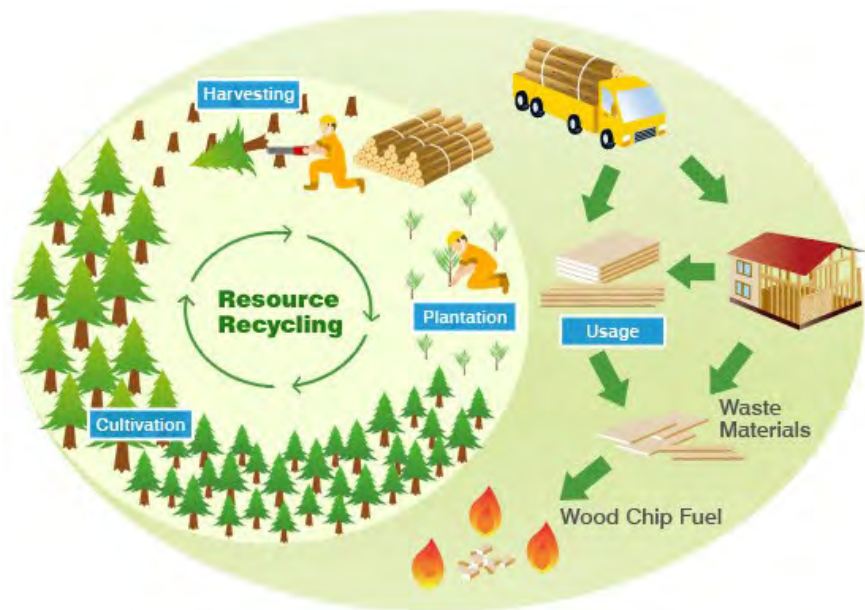 Harvesting
Resource
Recycling
Plantation
Usage
Cultivation
Waste
Materials
Wood Chip Fuel